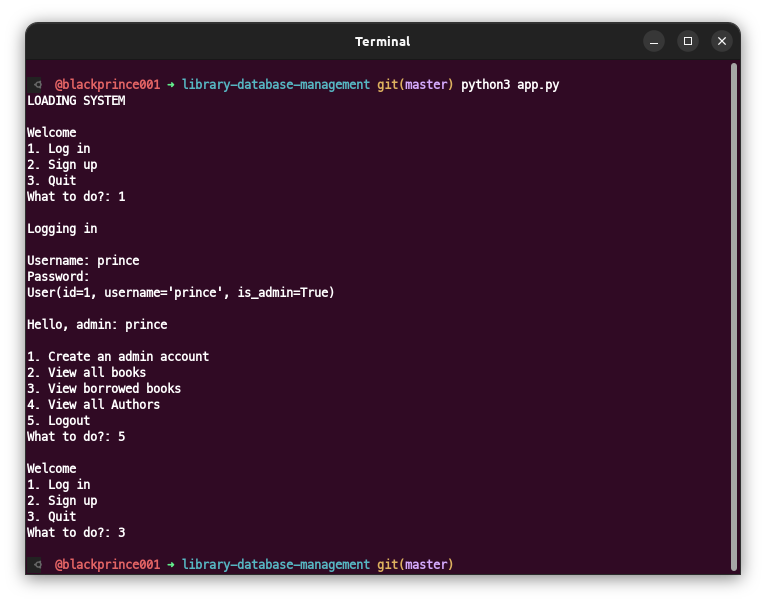 Terminal
@blackprince001 ➜ library-database-management git(master) python3 app.py
LOADING SYSTEM
Welcome
1. Log in
2. Sign up
3. Quit
What to do?: 1
Logging in
Username: prince
Password:
User(id=1, username='prince', is_admin=True)
Hello, admin: prince
1. Create an admin account
2. View all books
3. View borrowed books
4. View all Authors
5. Logout
What to do?: 5
Welcome
1. Log in
2. Sign up
3. Quit
What to do?: 3
@blackprince001 ➜ library-database-management git(master)